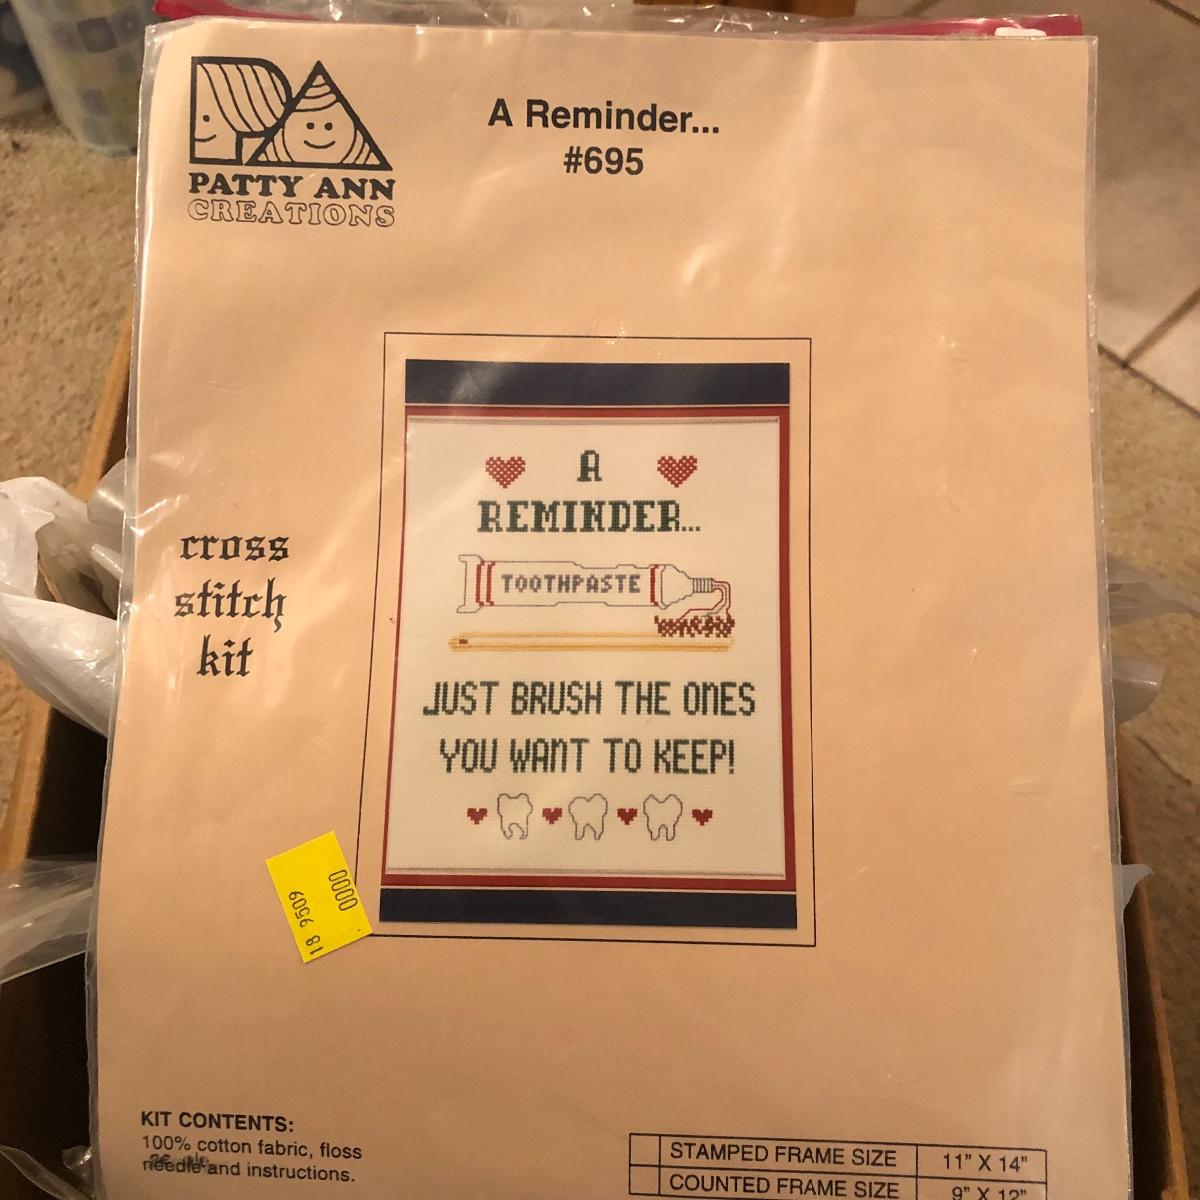 PATTY ANN
CREATIONS
A Reminder...
#695
cross
stitch
kit
A
REMINDER...
TOOTHPASTE
JUST BRUSH THE ONES
YOU WANT TO KEEP!
0000
18 9509
KIT CONTENTS:
100% cotton fabric, floss
needle and instructions.
STAMPED FRAME SIZE 11" X 14"
COUNTED FRAME SIZE 9" X 12"